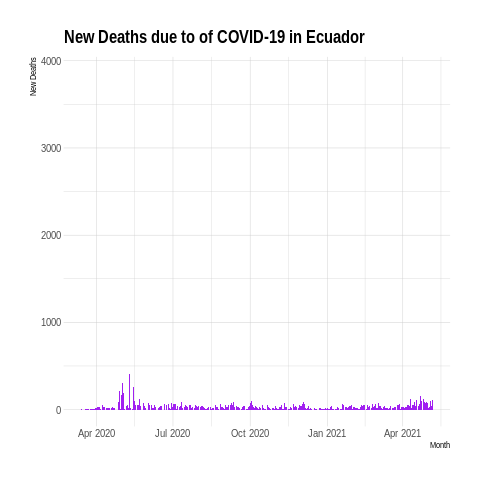 New Deaths due to of COVID-19 in Ecuador
New Deaths
4000
3000
2000
1000
0
Apr 2020 Jul 2020 Oct 2020 Jan 2021 Apr 2021
Month